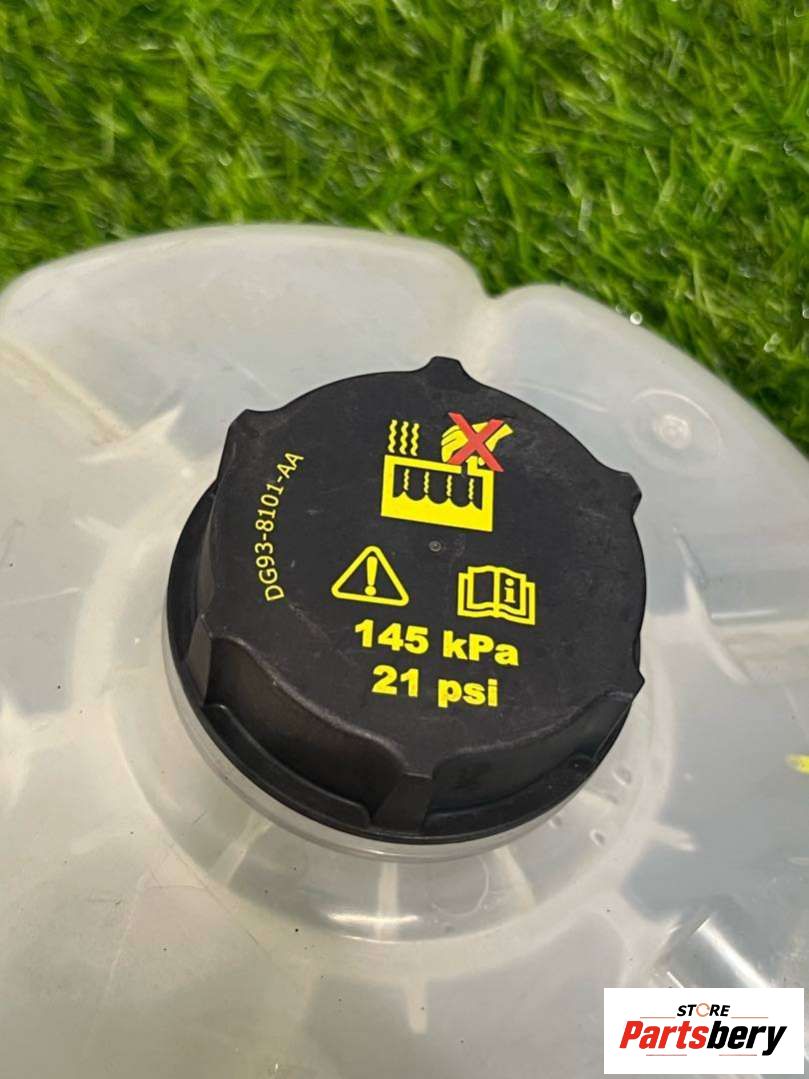 DG93-8101-AA
145 kPa
21 psi
STORE
Partsbery